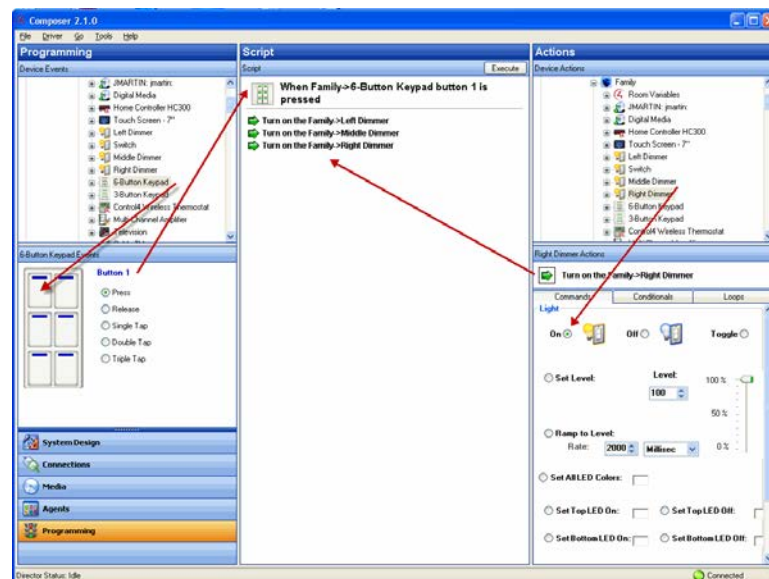 Composer 2.1.0
File Driver Go Tools Help
Programming
Device Events
JMARTIN: jmartin:
Digital Media
Home Controller HC300
Touch Screen - 7"
Left Dimmer
Switch
Middle Dimmer
Right Dimmer
6-Button Keypad
3-Button Keypad
Control4 Wireless Thermostat
Multi-Channel Amplifier
Television
6-Button Keypad Events
Button 1
Press
Release
Single Tap
Double Tap
Triple Tap
System Design
Connections
Media
Agents
Programming
Script
Script Execute
When Family->6-Button Keypad button 1 is
pressed
Turn on the Family->Left Dimmer
Turn on the Family->Middle Dimmer
Turn on the Family->Right Dimmer
Actions
Device Actions
Family
Room Variables
JMARTIN: jmartin:
Digital Media
Home Controller HC300
Touch Screen - 7"
Left Dimmer
Switch
Middle Dimmer
Right Dimmer
6-Button Keypad
3-Button Keypad
Control4 Wireless Thermostat
Right Dimmer Actions
Turn on the Family->Right Dimmer
Commands Conditionals Loops
Light
On Off Toggle
Set Level: Level: 100 %
100
50 %
Ramp to Level:
Rate: 2000 Millisec 0 %
Set All LED Colors:
Set Top LED On: Set Top LED Off:
Set Bottom LED On: Set Bottom LED Off:
Director Status: Idle Connected